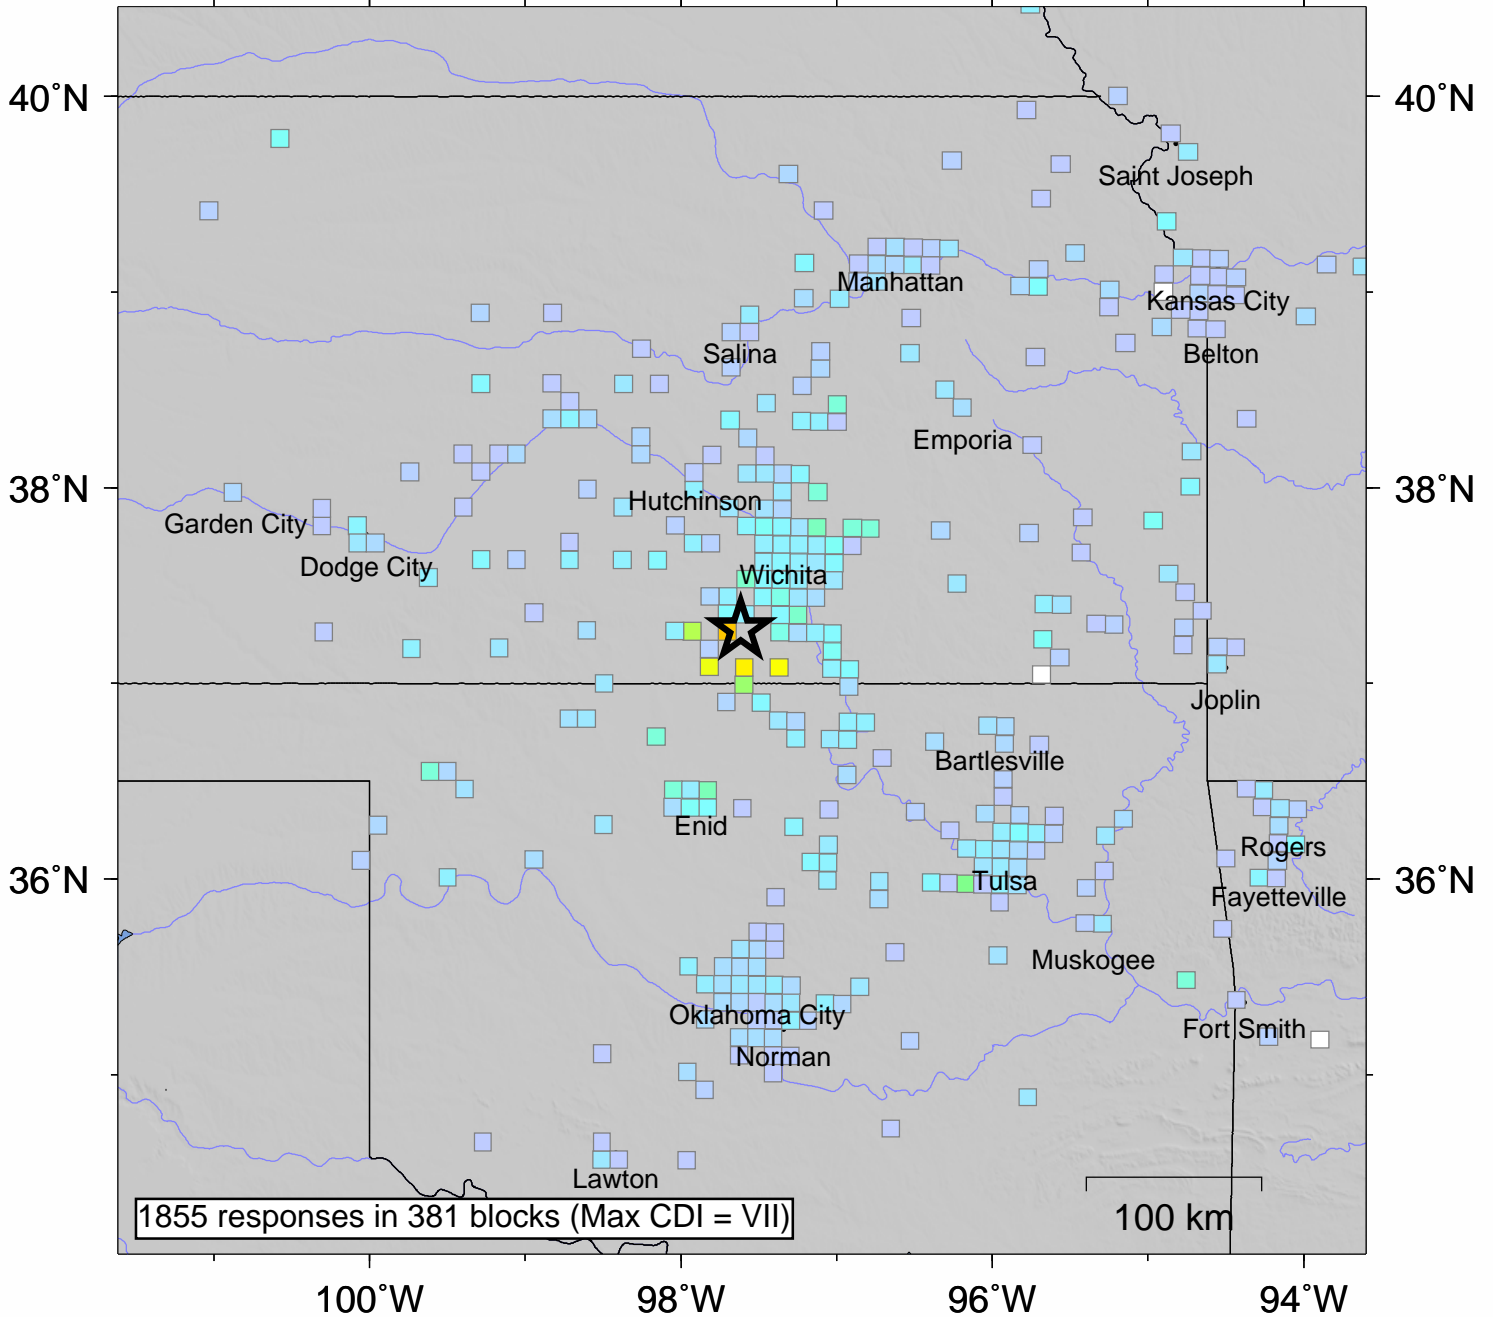 40°N 40°N
Saint Joseph
Manhattan
Kansas City
Salina
Belton
Emporia
38°N 38°N
Hutchinson
Garden City
Dodge City
Wichita
Joplin
Bartlesville
Enid
Rogers
36°N 36°N
Tulsa
Fayetteville
Muskogee
Oklahoma City
Fort Smith
Norman
Lawton
1855 responses in 381 blocks (Max CDI = VII)
100 km
100°W 98°W 96°W 94°W